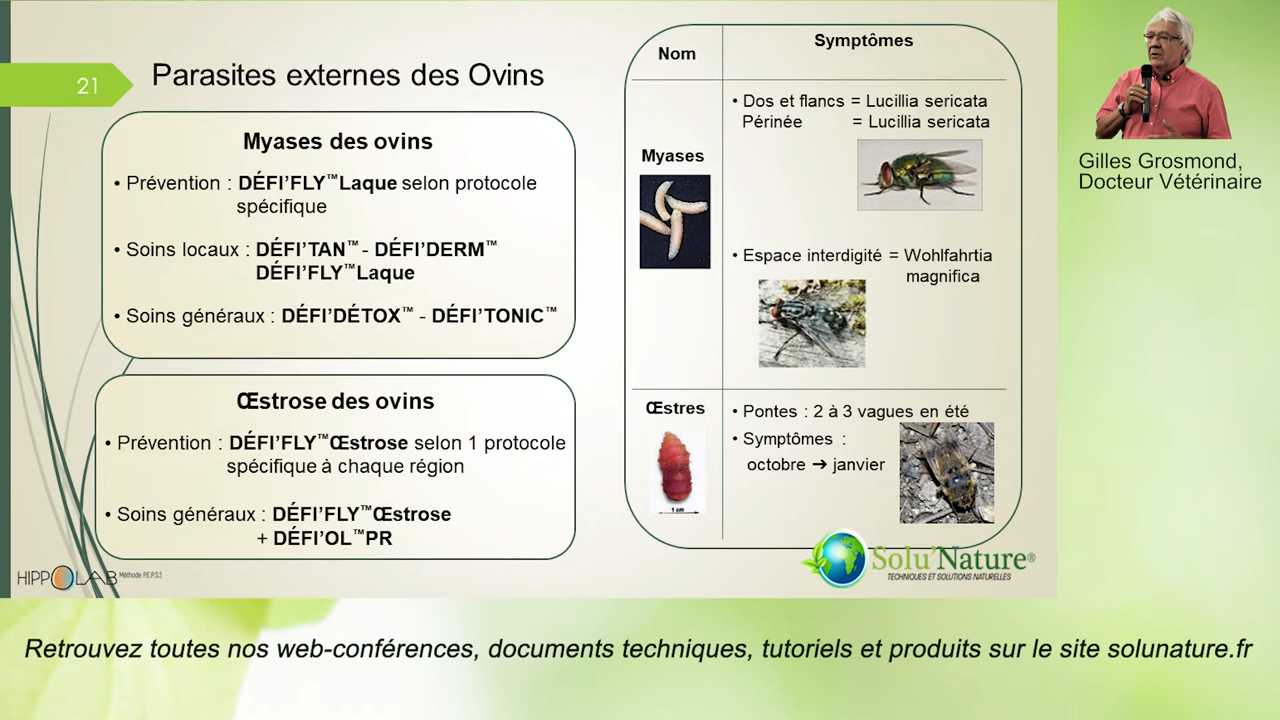 21
Parasites externes des Ovins
Myases des ovins
• Prévention : DÉFI'FLY™Laque selon protocole
spécifique
• Soins locaux : DÉFI'TAN™ - DÉFI'DERM™
DÉFI'FLY™Laque
• Soins généraux : DÉFI'DÉTOX™ - DÉFI'TONIC™
Œstrose des ovins
• Prévention : DÉFI'FLY™Œstrose selon 1 protocole
spécifique à chaque région
• Soins généraux : DÉFI'FLY™Œstrose
+ DÉFI'OL™PR
HIPPOLAB Méthode P.E.P.S.
Nom
Symptômes
Myases
• Dos et flancs = Lucillia sericata
Périnée = Lucillia sericata
• Espace interdigité = Wohlfahrtia
magnifica
Œstres
1 cm
• Pontes : 2 à 3 vagues en été
• Symptômes :
octobre ➔ janvier
Solu'Nature®
TECHNIQUES ET SOLUTIONS NATURELLES
Gilles Grosmond,
Docteur Vétérinaire
Retrouvez toutes nos web-conférences, documents techniques, tutoriels et produits sur le site solunature.fr